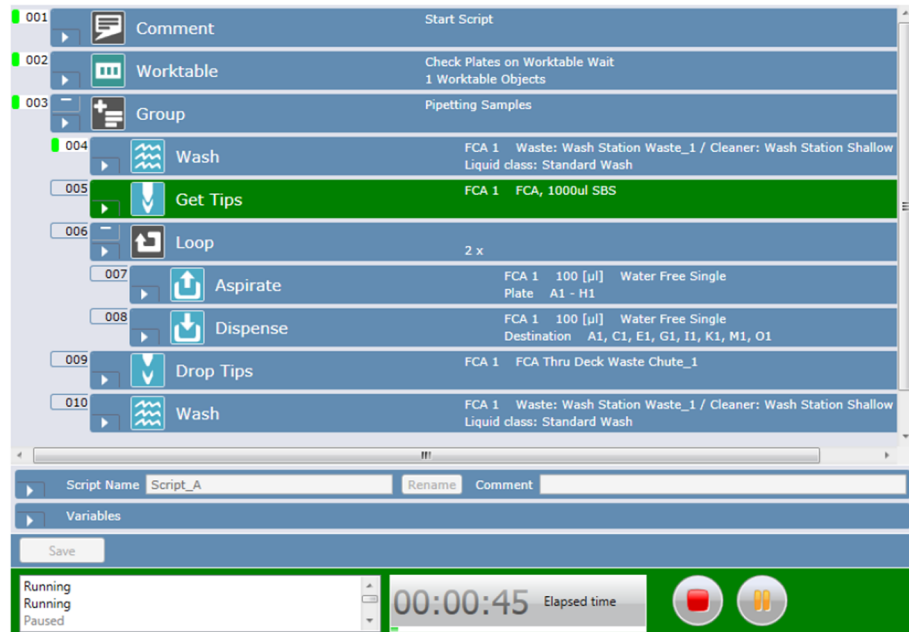 001 Comment Start Script
002 Worktable Check Plates on Worktable Wait
1 Worktable Objects
003 Group Pipetting Samples
004 Wash FCA 1 Waste: Wash Station Waste_1 / Cleaner: Wash Station Shallow
Liquid class: Standard Wash
005 Get Tips FCA 1 FCA, 1000ul SBS
006 Loop
2 x
007 Aspirate FCA 1 100 [µl] Water Free Single
Plate A1 - H1
008 Dispense FCA 1 100 [µl] Water Free Single
Destination A1, C1, E1, G1, I1, K1, M1, O1
009 Drop Tips FCA 1 FCA Thru Deck Waste Chute_1
010 Wash FCA 1 Waste: Wash Station Waste_1 / Cleaner: Wash Station Shallow
Liquid class: Standard Wash
Script Name Script_A Rename Comment
Variables
Save
Running
Running
Paused
00:00:45 Elapsed time